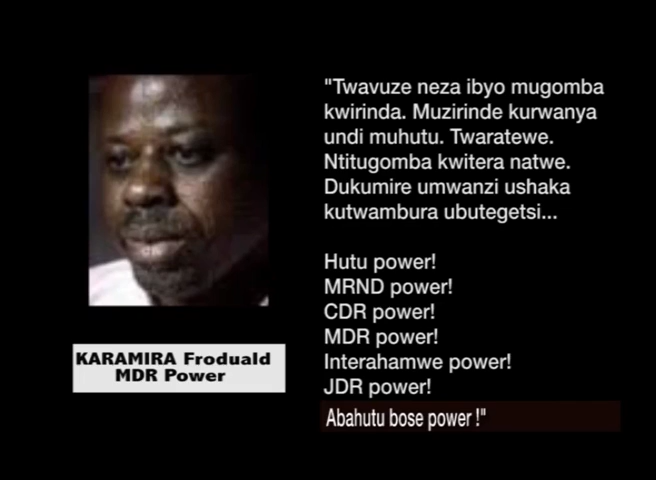 "Twavuze neza ibyo mugomba
kwirinda. Muzirinde kurwanya
undi muhutu. Twaratewe.
Ntitugomba kwitera natwe.
Dukumire umwanzi ushaka
kutwambura ubutegetsi...
Hutu power!
MRND power!
CDR power!
MDR power!
Interahamwe power!
JDR power!
Abahutu bose power !"
KARAMIRA Froduald
MDR Power